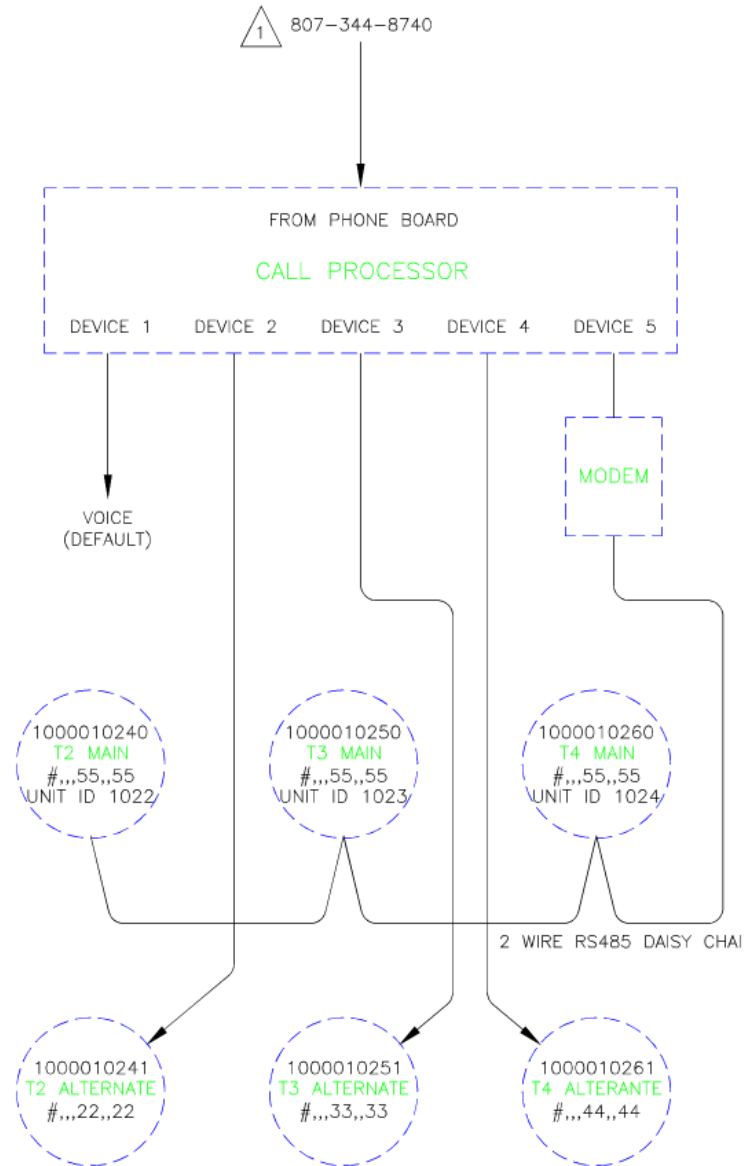 1 807-344-8740
FROM PHONE BOARD
CALL PROCESSOR
DEVICE 1 DEVICE 2 DEVICE 3 DEVICE 4 DEVICE 5
MODEM
VOICE
(DEFAULT)
1000010240
T2 MAIN
#,,,55,,55
UNIT ID 1022
1000010250
T3 MAIN
#,,,55,,55
UNIT ID 1023
1000010260
T4 MAIN
#,,,55,,55
UNIT ID 1024
2 WIRE RS485 DAISY CHAI
1000010241
T2 ALTERNATE
#,,,22,,22
1000010251
T3 ALTERNATE
#,,,33,,33
1000010261
T4 ALTERANTE
#,,,44,,44